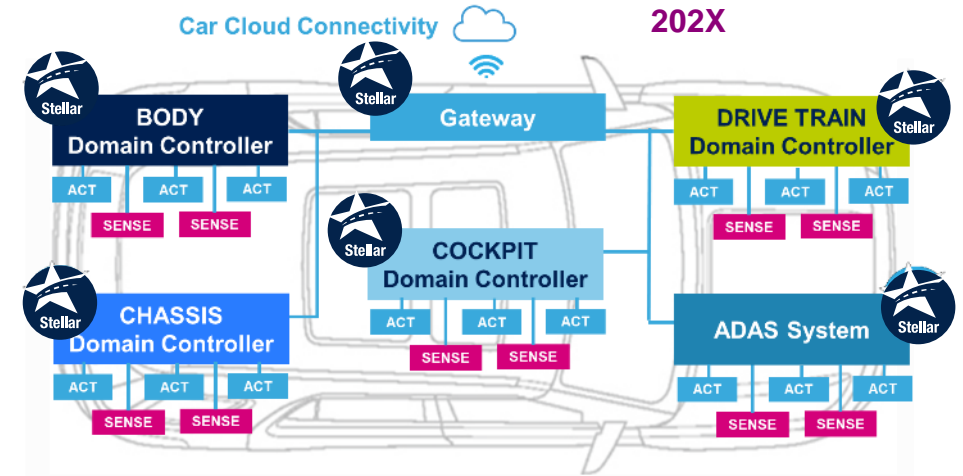 Car Cloud Connectivity
202X
Stellar
BODY
Domain Controller
ACT
ACT
ACT
SENSE
SENSE
Stellar
Gateway
Stellar
DRIVE TRAIN
Domain Controller
ACT
ACT
ACT
SENSE
SENSE
Stellar
COCKPIT
Domain Controller
ACT
ACT
ACT
SENSE
SENSE
Stellar
CHASSIS
Domain Controller
ACT
ACT
ACT
SENSE
SENSE
Stellar
ADAS System
ACT
ACT
ACT
SENSE
SENSE